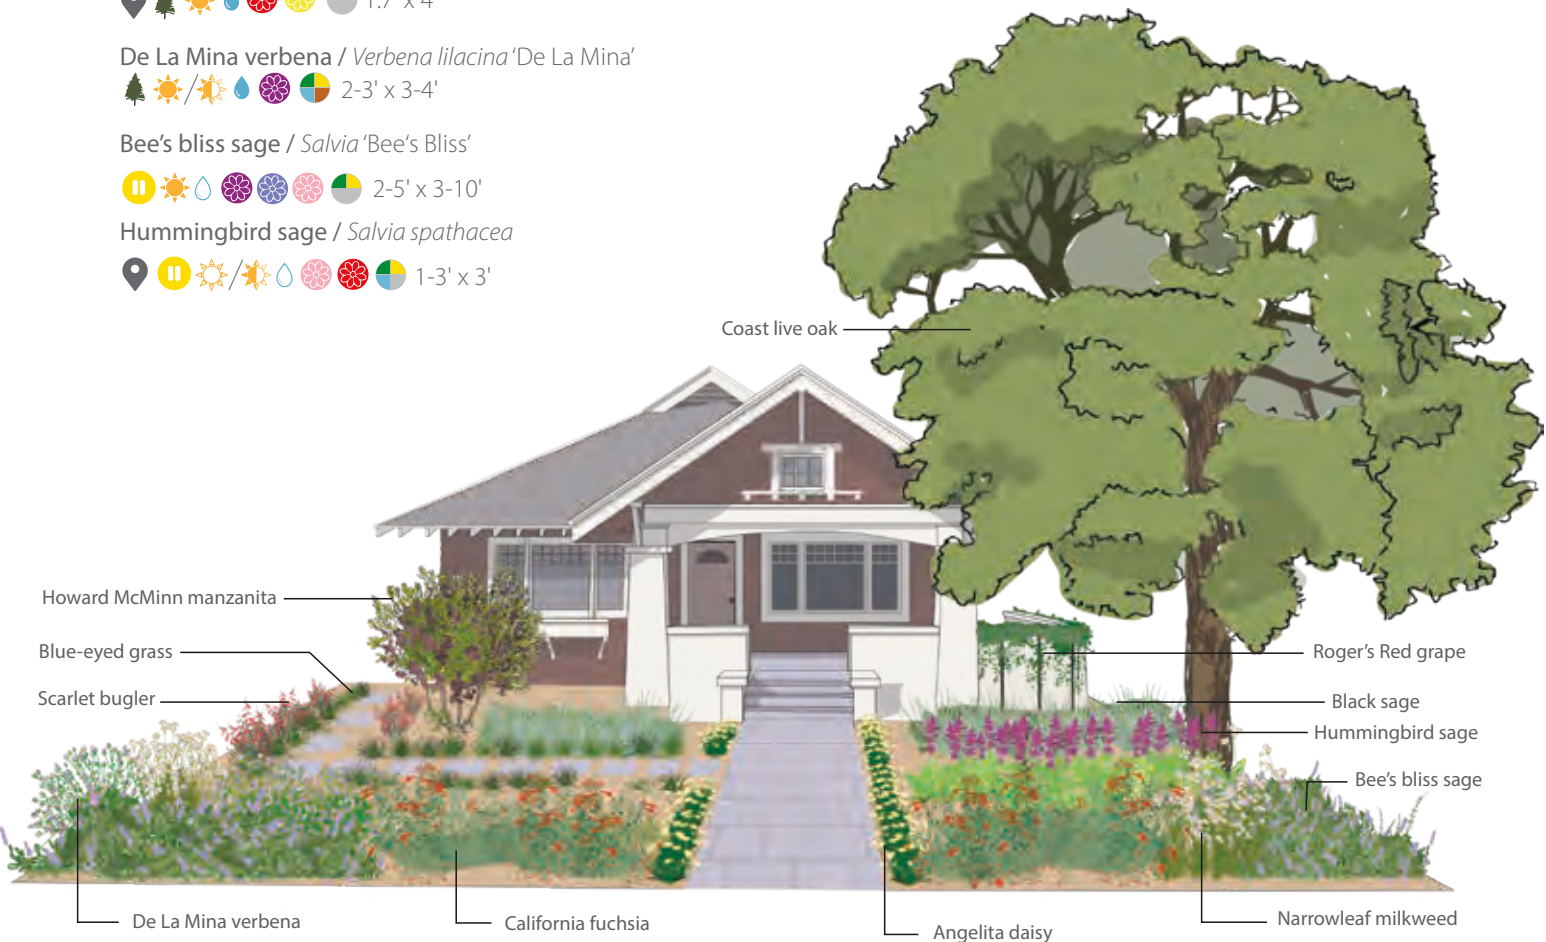 1.7' x 4'
De La Mina verbena / Verbena lilacina ‘De La Mina’
2-3' x 3-4'
Bee’s bliss sage / Salvia ‘Bee‘s Bliss’
2-5' x 3-10'
Hummingbird sage / Salvia spathacea
1-3' x 3'
Coast live oak
Howard McMinn manzanita
Blue-eyed grass
Roger’s Red grape
Scarlet bugler
Black sage
Hummingbird sage
Bee’s bliss sage
De La Mina verbena
California fuchsia
Angelita daisy
Narrowleaf milkweed